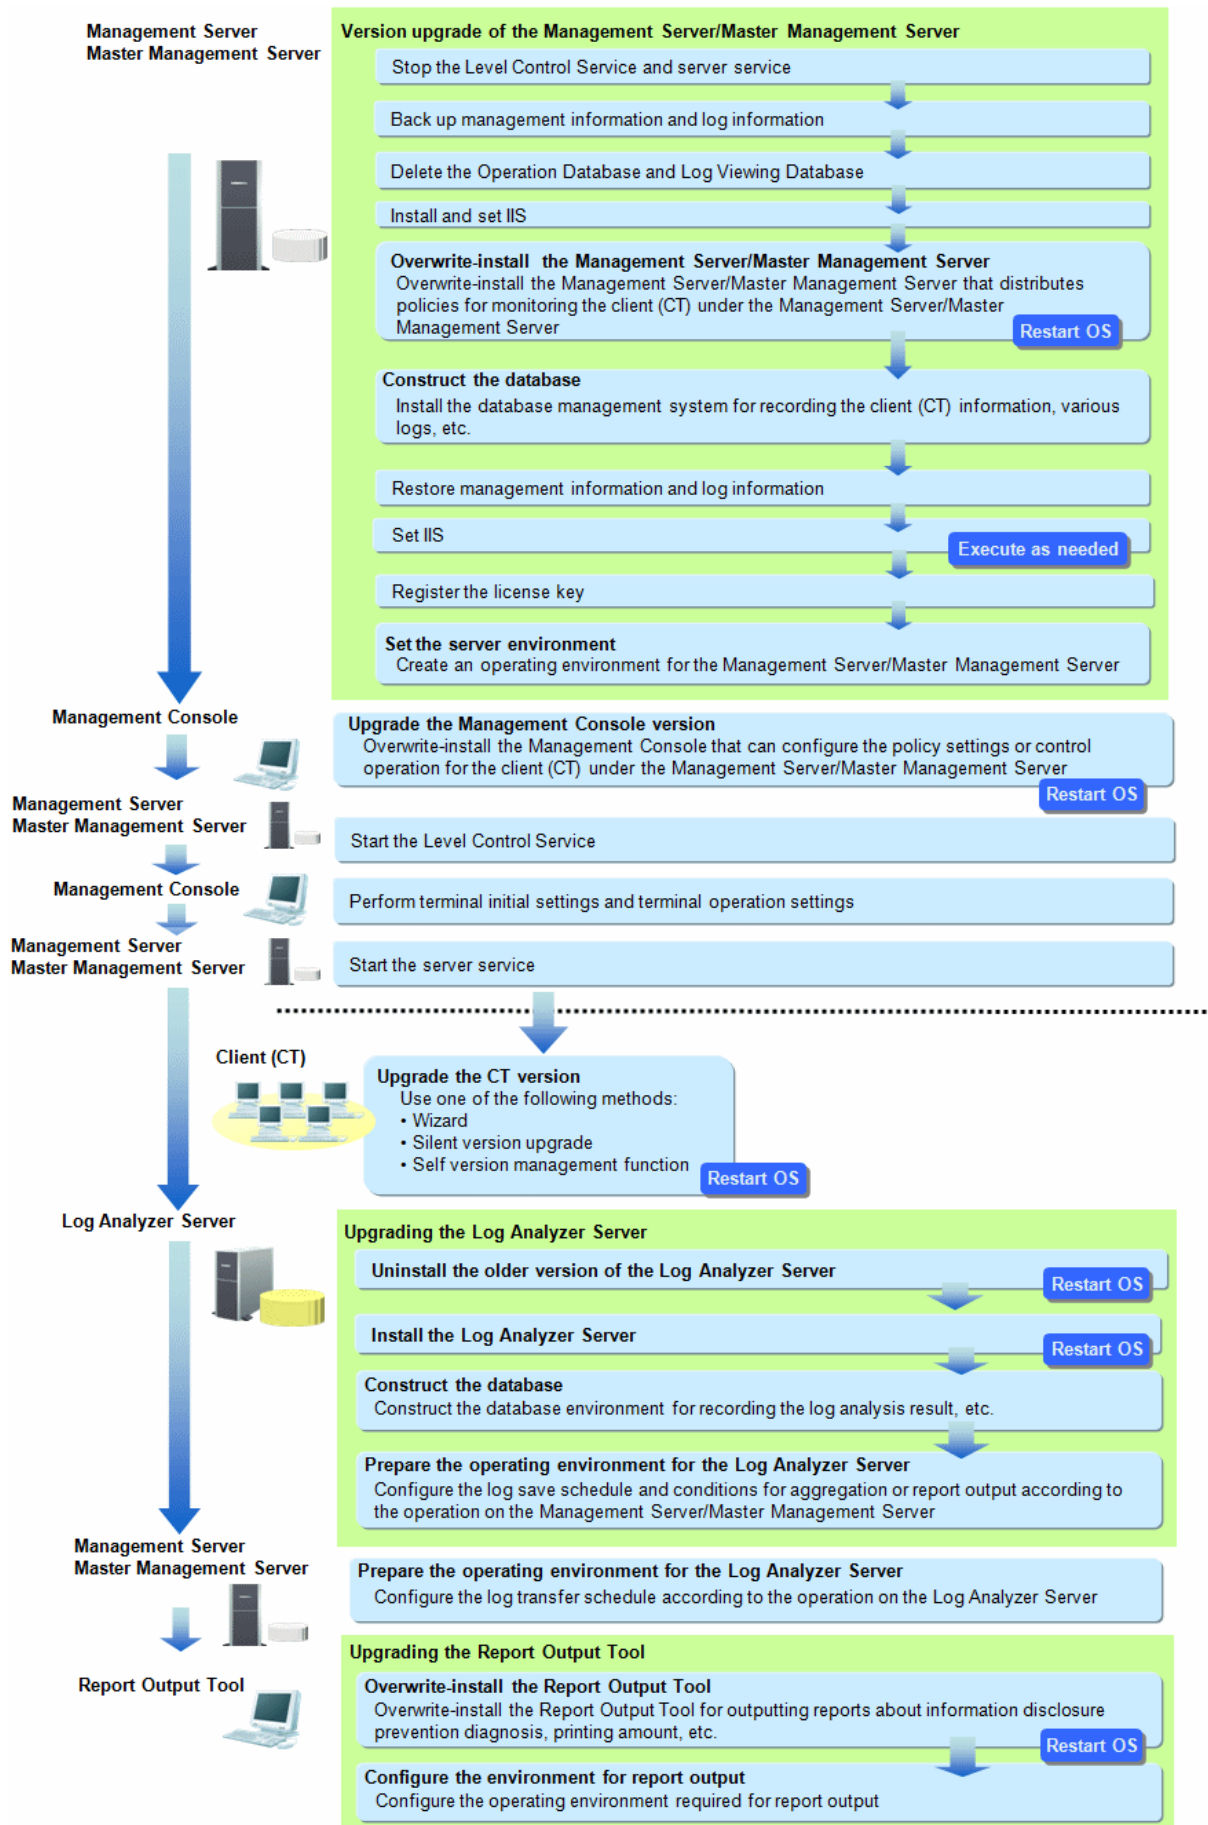 Management Server
Master Management Server
Version upgrade of the Management Server/Master Management Server
Stop the Level Control Service and server service
Back up management information and log information
Delete the Operation Database and Log Viewing Database
Install and set IIS
Overwrite-install the Management Server/Master Management Server
Overwrite-install the Management Server/Master Management Server that distributes
policies for monitoring the client (CT) under the Management Server/Master
Management Server
Restart OS
Construct the database
Install the database management system for recording the client (CT) information, various
logs, etc.
Restore management information and log information
Set IIS
Execute as needed
Register the license key
Set the server environment
Create an operating environment for the Management Server/Master Management Server
Management Console
Upgrade the Management Console version
Overwrite-install the Management Console that can configure the policy settings or control
operation for the client (CT) under the Management Server/Master Management Server
Restart OS
Management Server
Master Management Server
Start the Level Control Service
Management Console
Perform terminal initial settings and terminal operation settings
Management Server
Master Management Server
Start the server service
Client (CT)
Upgrade the CT version
Use one of the following methods:
• Wizard
• Silent version upgrade
• Self version management function
Restart OS
Log Analyzer Server
Upgrading the Log Analyzer Server
Uninstall the older version of the Log Analyzer Server
Restart OS
Install the Log Analyzer Server
Restart OS
Construct the database
Construct the database environment for recording the log analysis result, etc.
Prepare the operating environment for the Log Analyzer Server
Configure the log save schedule and conditions for aggregation or report output according to
the operation on the Management Server/Master Management Server
Management Server
Master Management Server
Prepare the operating environment for the Log Analyzer Server
Configure the log transfer schedule according to the operation on the Log Analyzer Server
Report Output Tool
Upgrading the Report Output Tool
Overwrite-install the Report Output Tool
Overwrite-install the Report Output Tool for outputting reports about information disclosure
prevention diagnosis, printing amount, etc.
Restart OS
Configure the environment for report output
Configure the operating environment required for report output